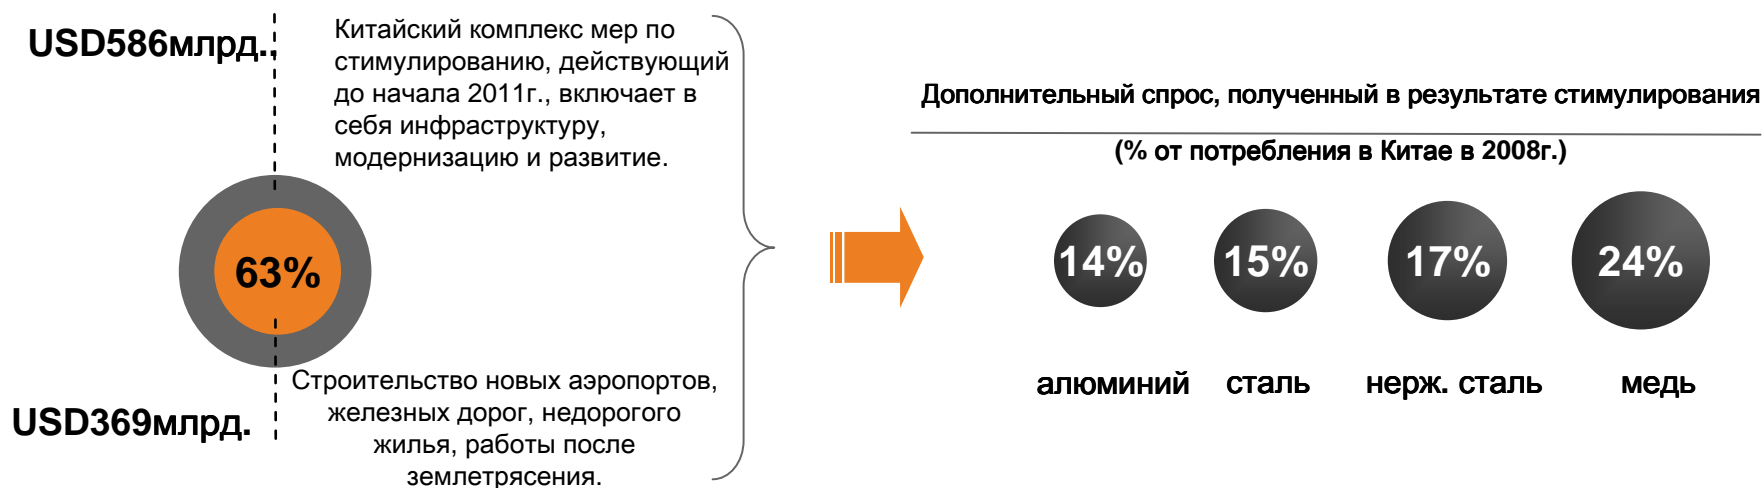 USD586млрд..
Китайский комплекс мер по
стимулированию, действующий
до начала 2011г., включает в
себя инфраструктуру,
модернизацию и развитие.
63%
USD369млрд.
Строительство новых аэропортов,
железных дорог, недорогого
жилья, работы после
землетрясения.
Дополнительный спрос, полученный в результате стимулирования
(% от потребления в Китае в 2008г.)
14%
15%
17%
24%
алюминий
сталь
нерж. сталь
медь